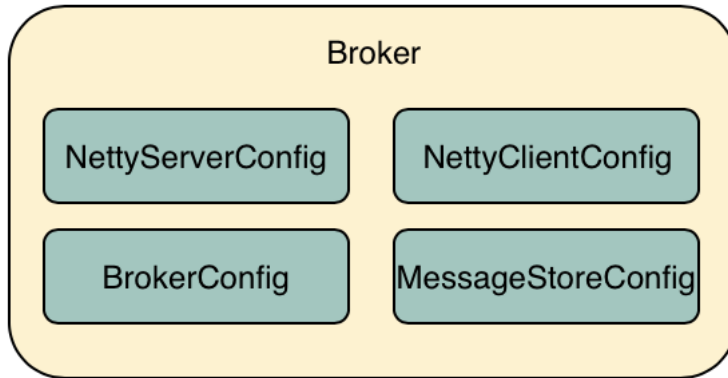 Broker
NettyServerConfig
NettyClientConfig
BrokerConfig
MessageStoreConfig